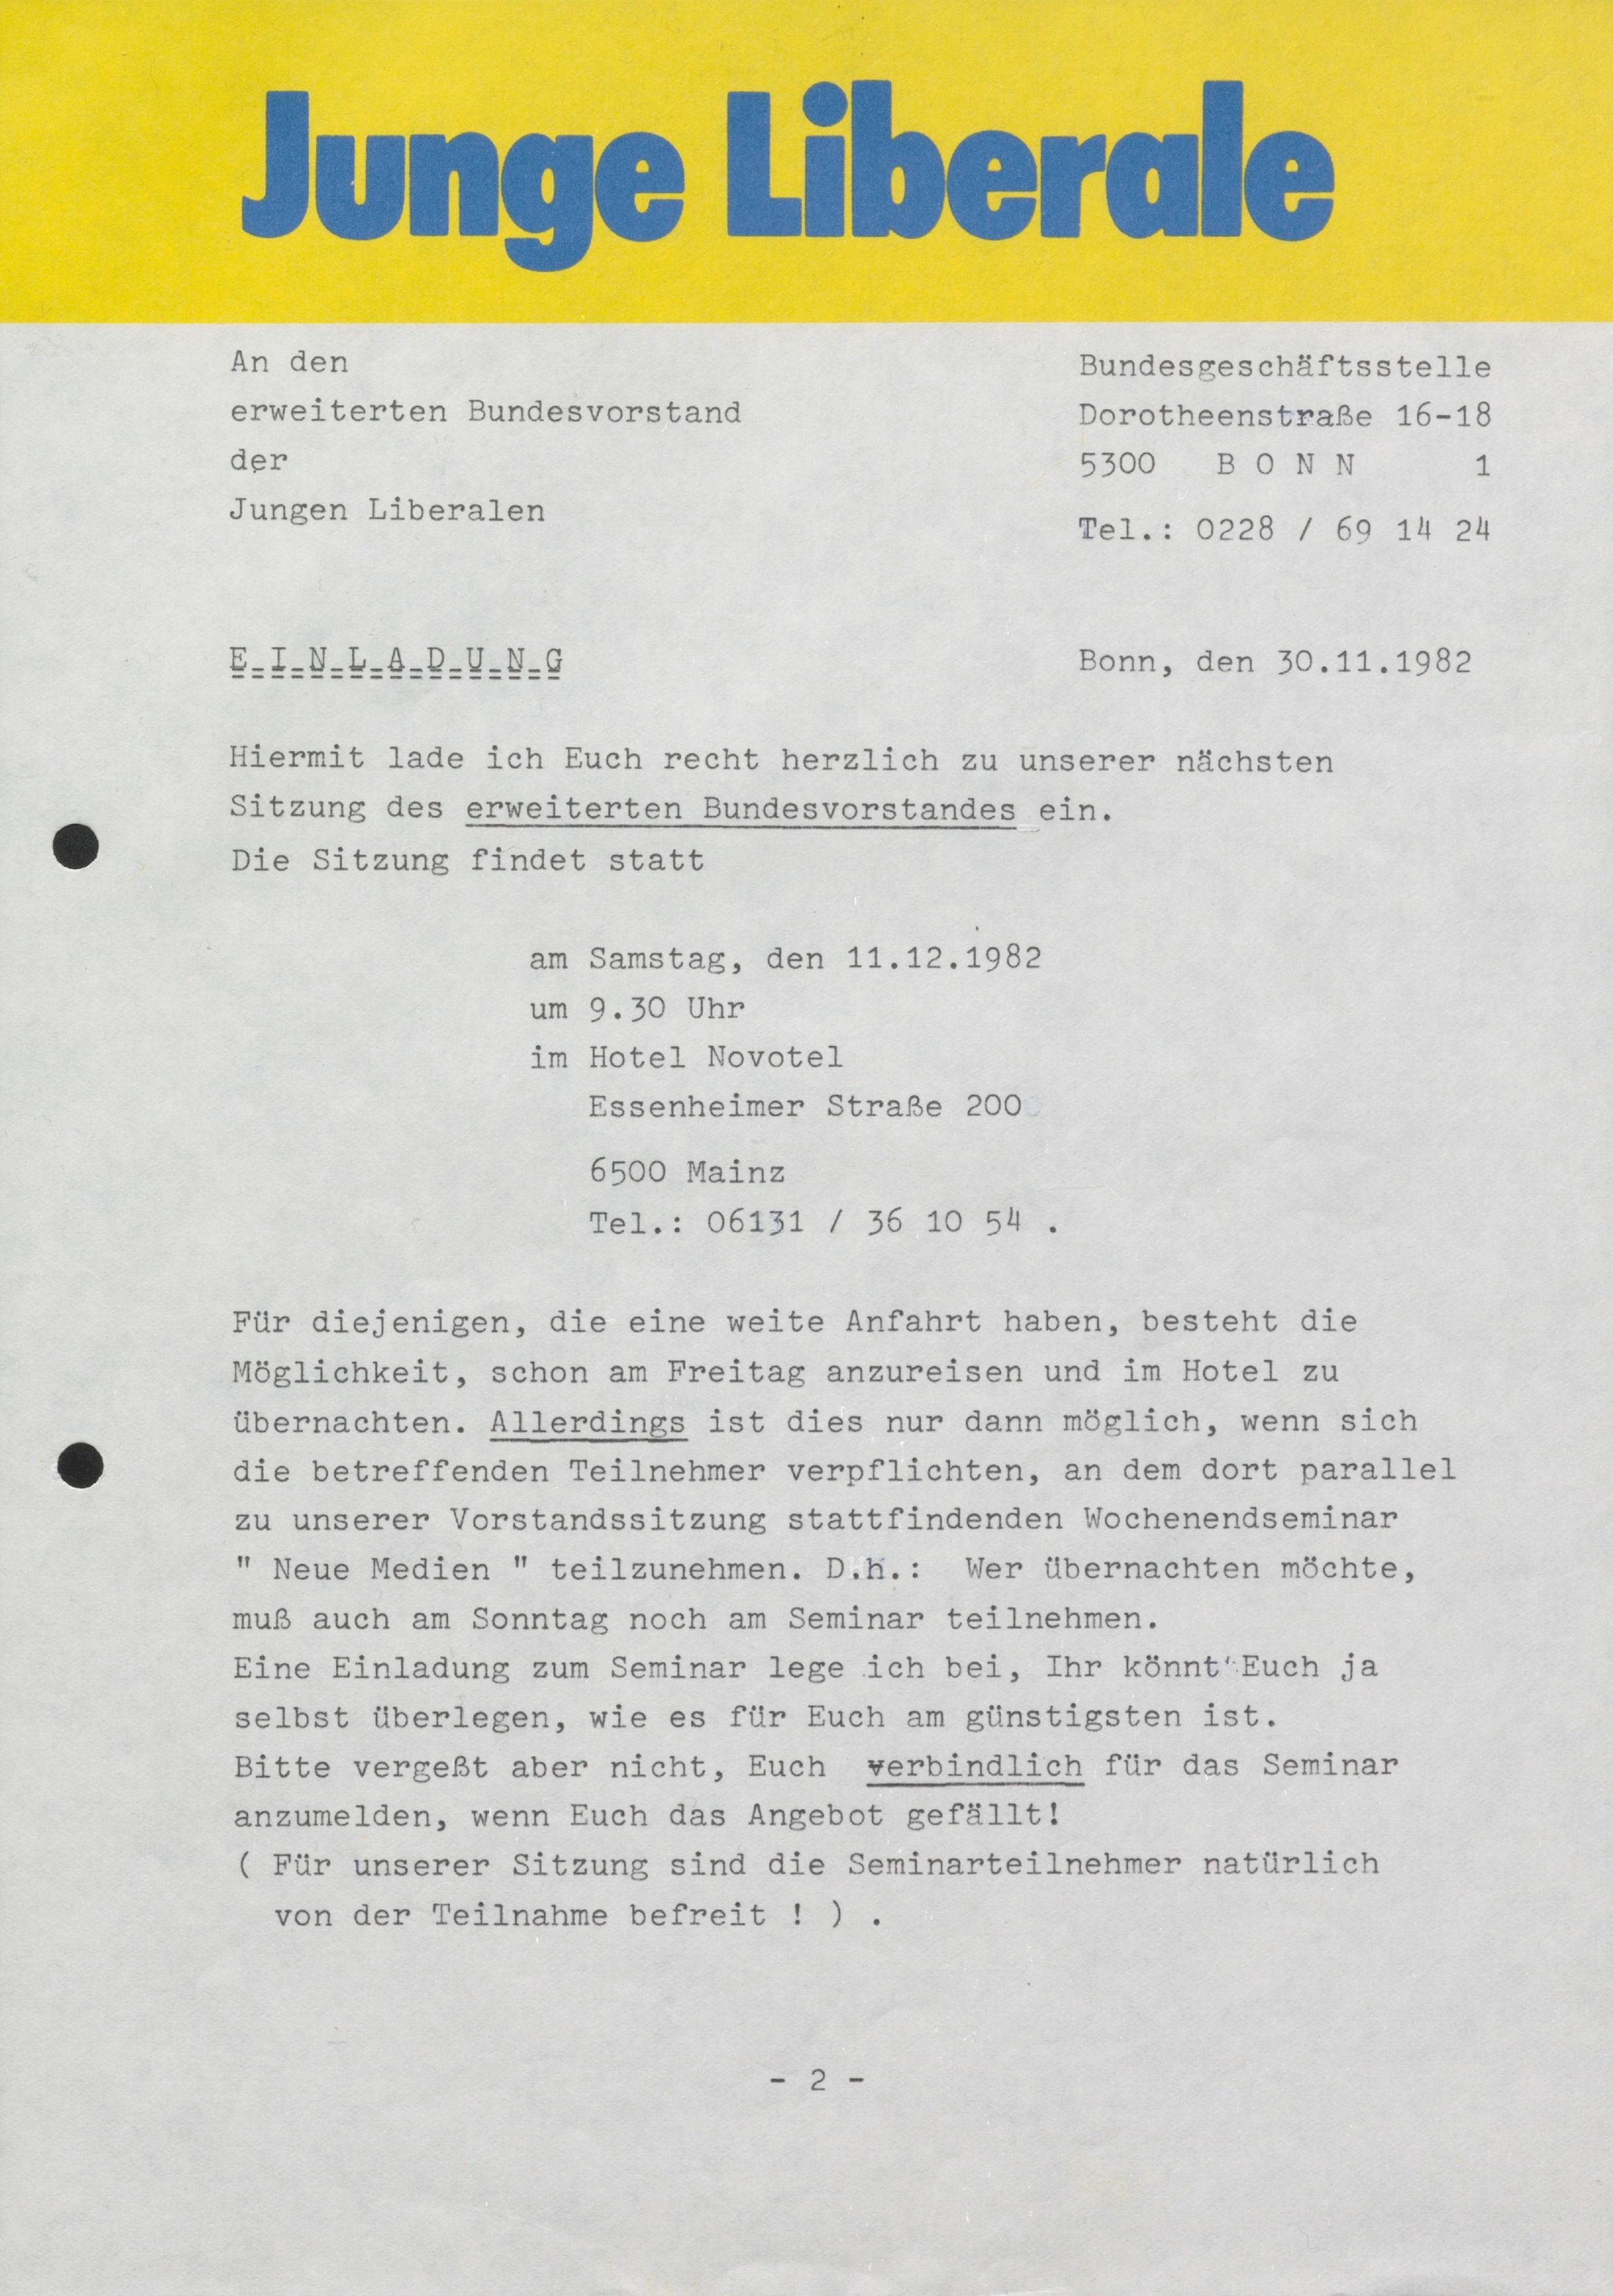 Junge Liberale
An den
erweiterten Bundesvorstand
der
Jungen Liberalen
Bundesgeschäftsstelle
Dorotheenstraße 16-18
5300 B O N N 1
Tel.: 0228 / 69 14 24
E-I-N-L-A-D-U-N-G
Bonn, den 30.11.1982
Hiermit lade ich Euch recht herzlich zu unserer nächsten
Sitzung des erweiterten Bundesvorstandes ein.
Die Sitzung findet statt
am Samstag, den 11.12.1982
um 9.30 Uhr
im Hotel Novotel
Essenheimer Straße 200
6500 Mainz
Tel.: 06131 / 36 10 54 .
Für diejenigen, die eine weite Anfahrt haben, besteht die
Möglichkeit, schon am Freitag anzureisen und im Hotel zu
übernachten. Allerdings ist dies nur dann möglich, wenn sich
die betreffenden Teilnehmer verpflichten, an dem dort parallel
zu unserer Vorstandssitzung stattfindenden Wochenendseminar
" Neue Medien " teilzunehmen. D.h.: Wer übernachten möchte,
muß auch am Sonntag noch am Seminar teilnehmen.
Eine Einladung zum Seminar lege ich bei, Ihr könnt Euch ja
selbst überlegen, wie es für Euch am günstigsten ist.
Bitte vergeßt aber nicht, Euch verbindlich für das Seminar
anzumelden, wenn Euch das Angebot gefällt!
( Für unserer Sitzung sind die Seminarteilnehmer natürlich
von der Teilnahme befreit ! ) .
- 2 -